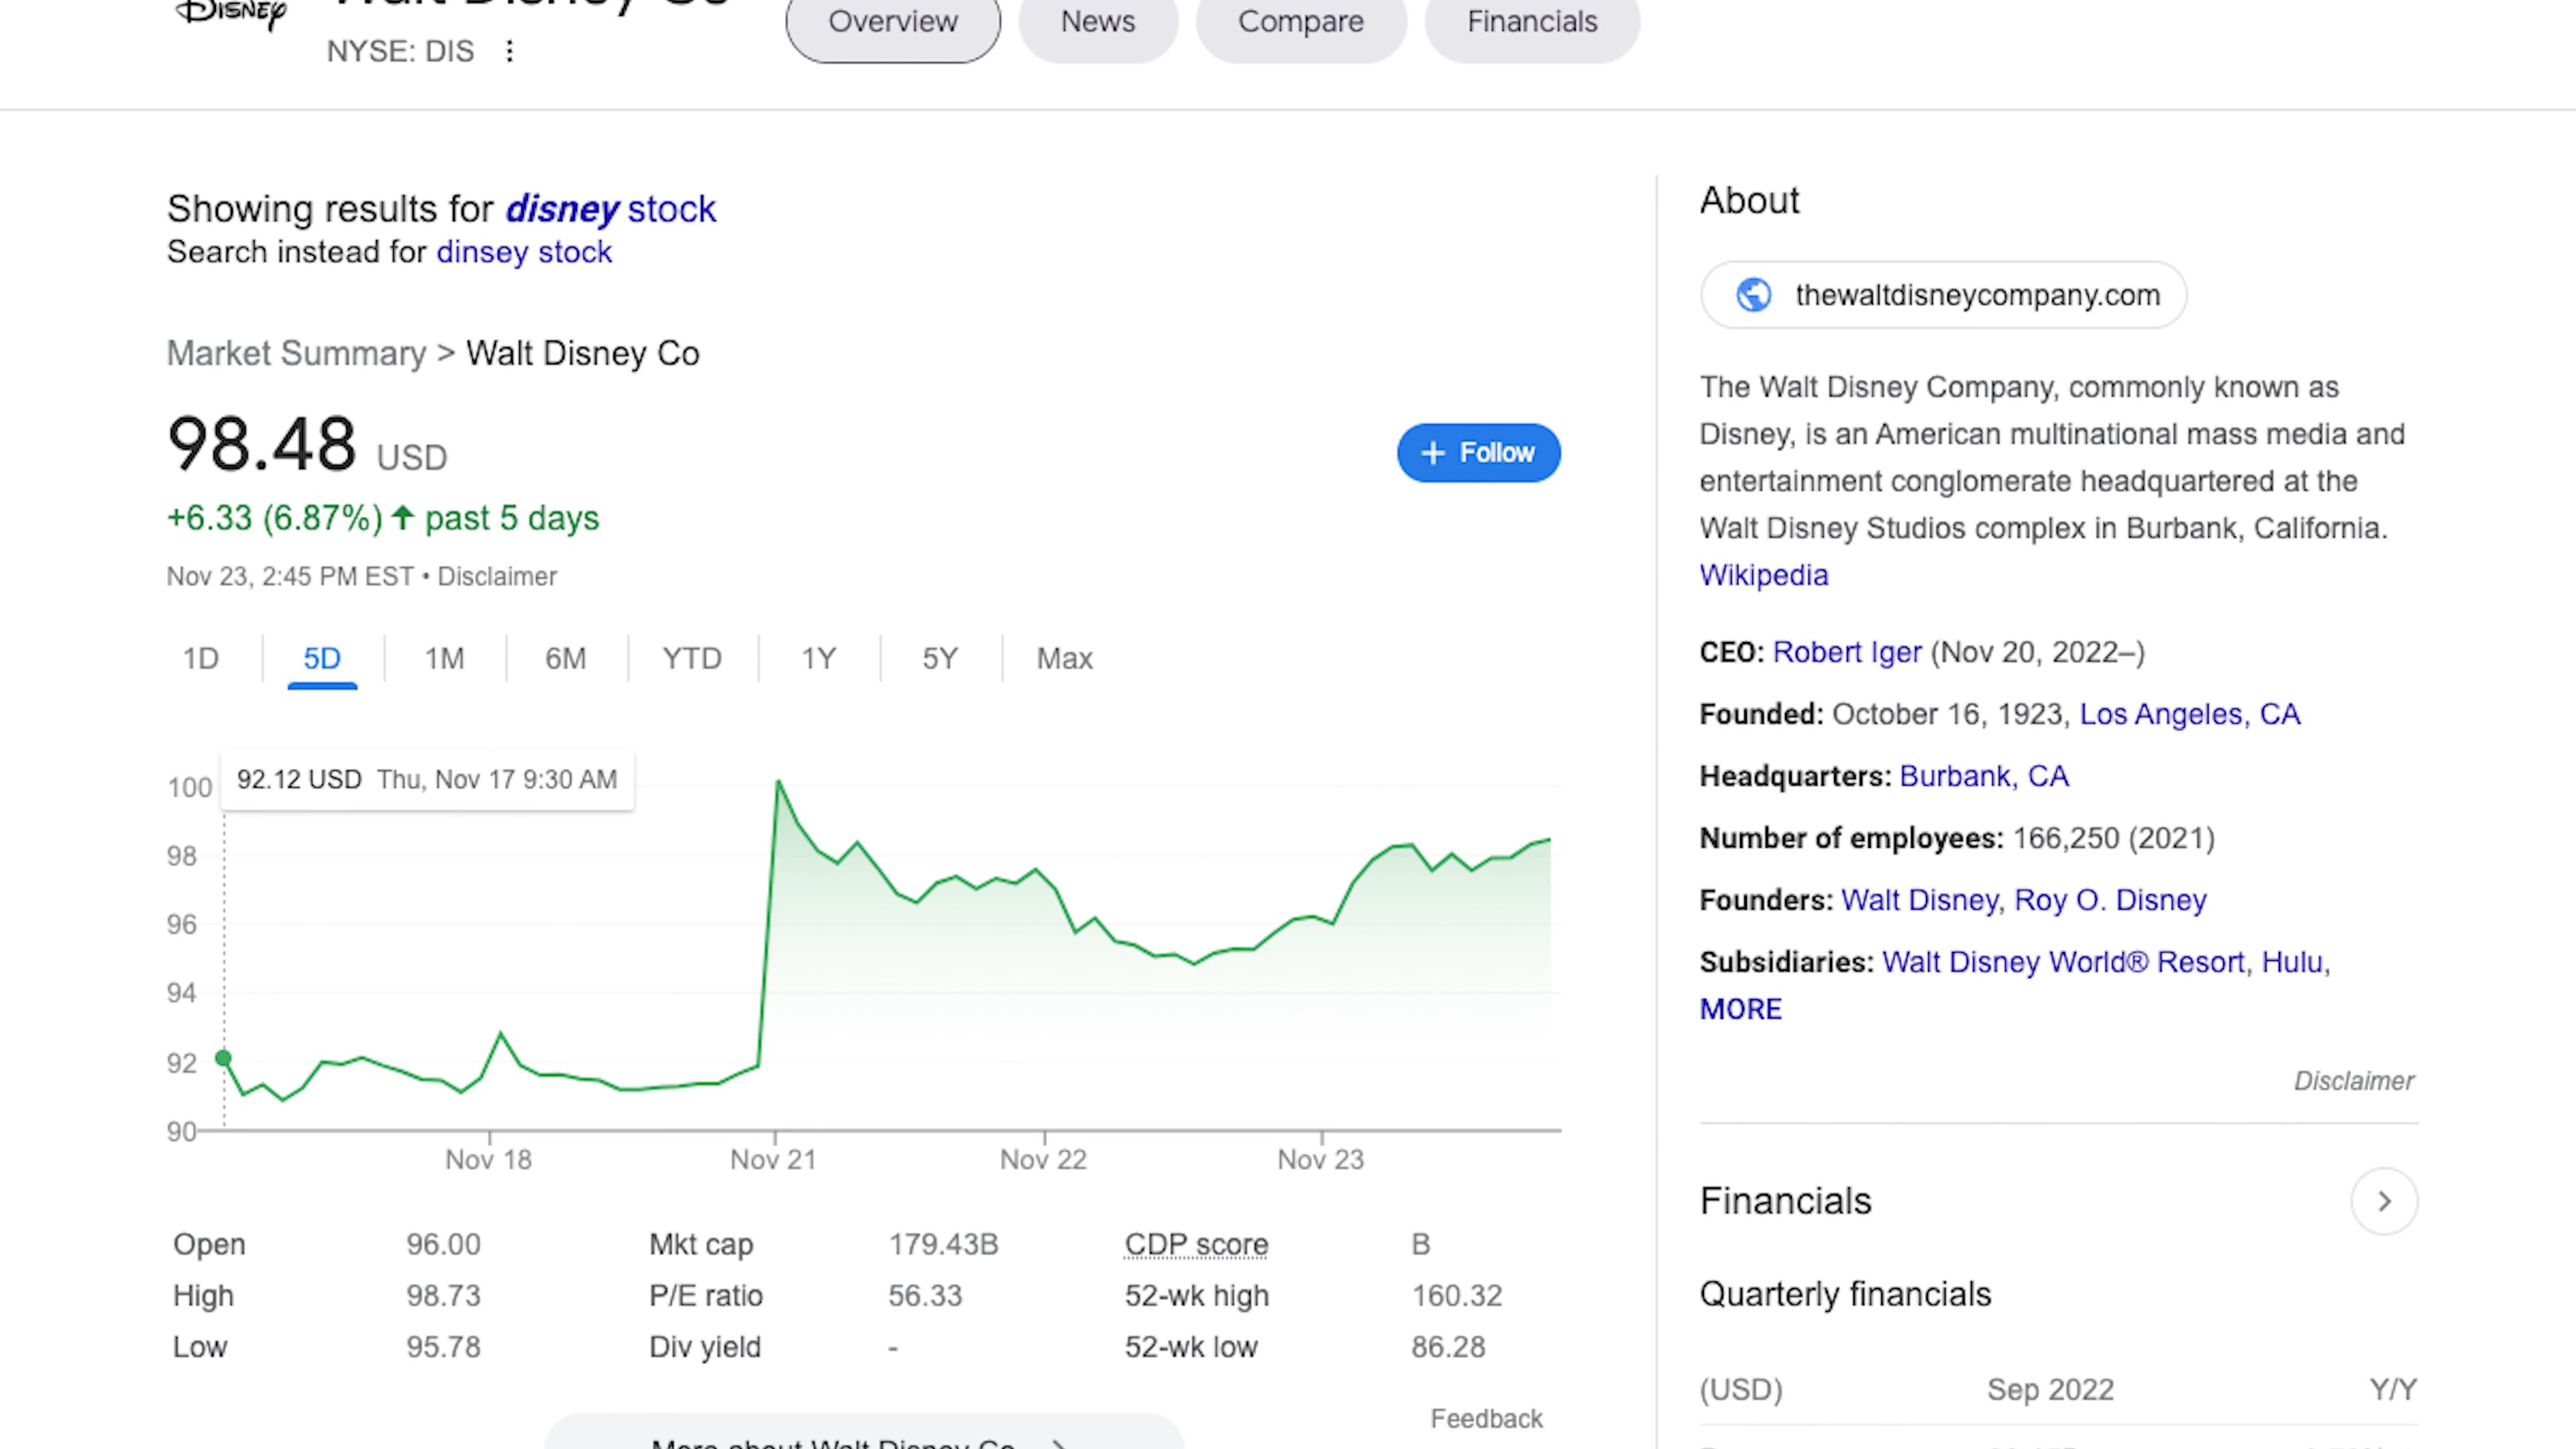 DISNEY
Walt Disney Co
NYSE: DIS
Overview
News
Compare
Financials
Showing results for disney stock
Search instead for dinsey stock
Market Summary > Walt Disney Co
98.48 USD
+ Follow
+6.33 (6.87%) ↑ past 5 days
Nov 23, 2:45 PM EST • Disclaimer
1D 5D 1M 6M YTD 1Y 5Y Max
92.12 USD Thu, Nov 17 9:30 AM
100
98
96
94
92
90
Nov 18 Nov 21 Nov 22 Nov 23
Open 96.00 Mkt cap 179.43B CDP score B
High 98.73 P/E ratio 56.33 52-wk high 160.32
Low 95.78 Div yield - 52-wk low 86.28
Feedback
More about Walt Disney Co
About
thewaltdisneycompany.com
The Walt Disney Company, commonly known as
Disney, is an American multinational mass media and
entertainment conglomerate headquartered at the
Walt Disney Studios complex in Burbank, California.
Wikipedia
CEO: Robert Iger (Nov 20, 2022–)
Founded: October 16, 1923, Los Angeles, CA
Headquarters: Burbank, CA
Number of employees: 166,250 (2021)
Founders: Walt Disney, Roy O. Disney
Subsidiaries: Walt Disney World® Resort, Hulu,
MORE
Disclaimer
Financials
Quarterly financials
(USD) Sep 2022 Y/Y